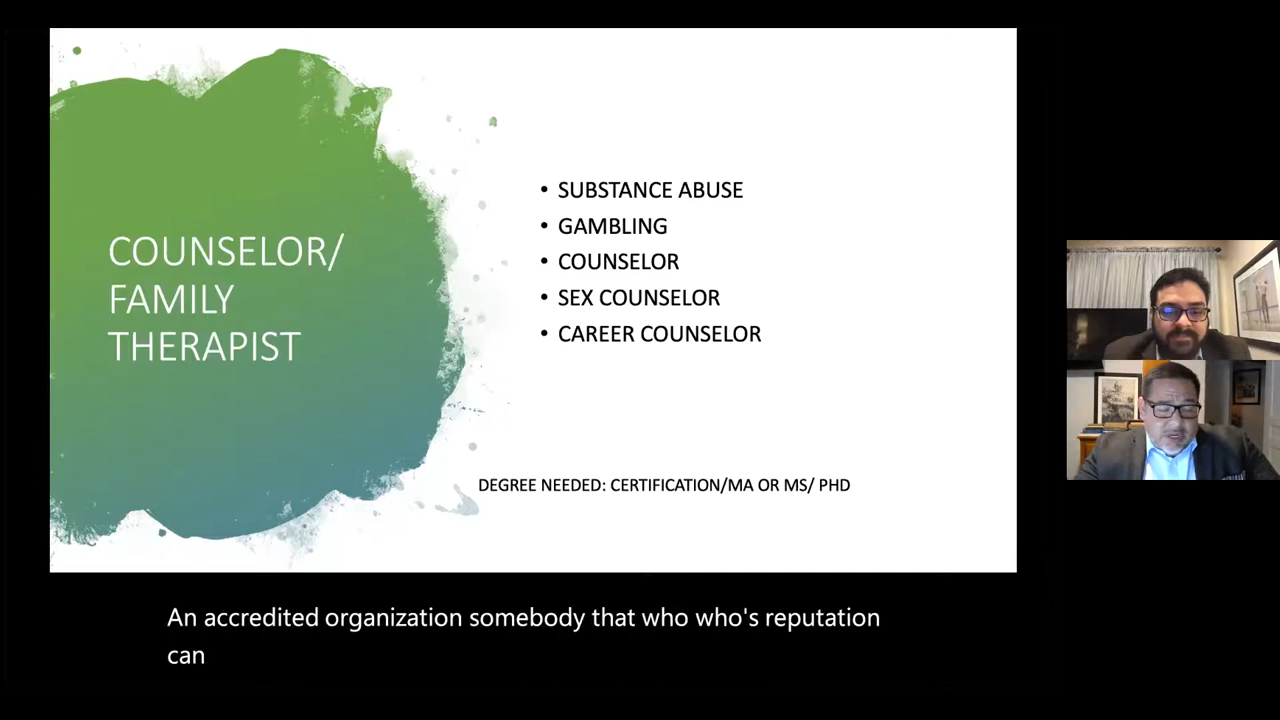 COUNSELOR/
FAMILY
THERAPIST
• SUBSTANCE ABUSE
• GAMBLING
• COUNSELOR
• SEX COUNSELOR
• CAREER COUNSELOR
DEGREE NEEDED: CERTIFICATION/MA OR MS/ PHD
An accredited organization somebody that who who's reputation
can